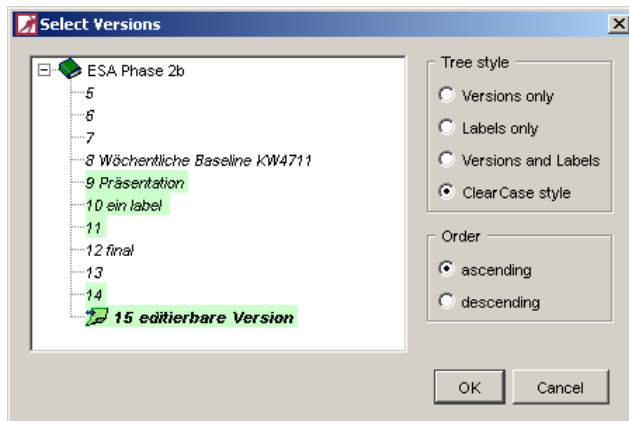 Select Versions
ESA Phase 2b
5
6
7
8 Wöchentliche Baseline KW4711
9 Präsentation
10 ein label
11
12 final
13
14
15 editierbare Version
Tree style
Versions only
Labels only
Versions and Labels
ClearCase style
Order
ascending
descending
OK
Cancel